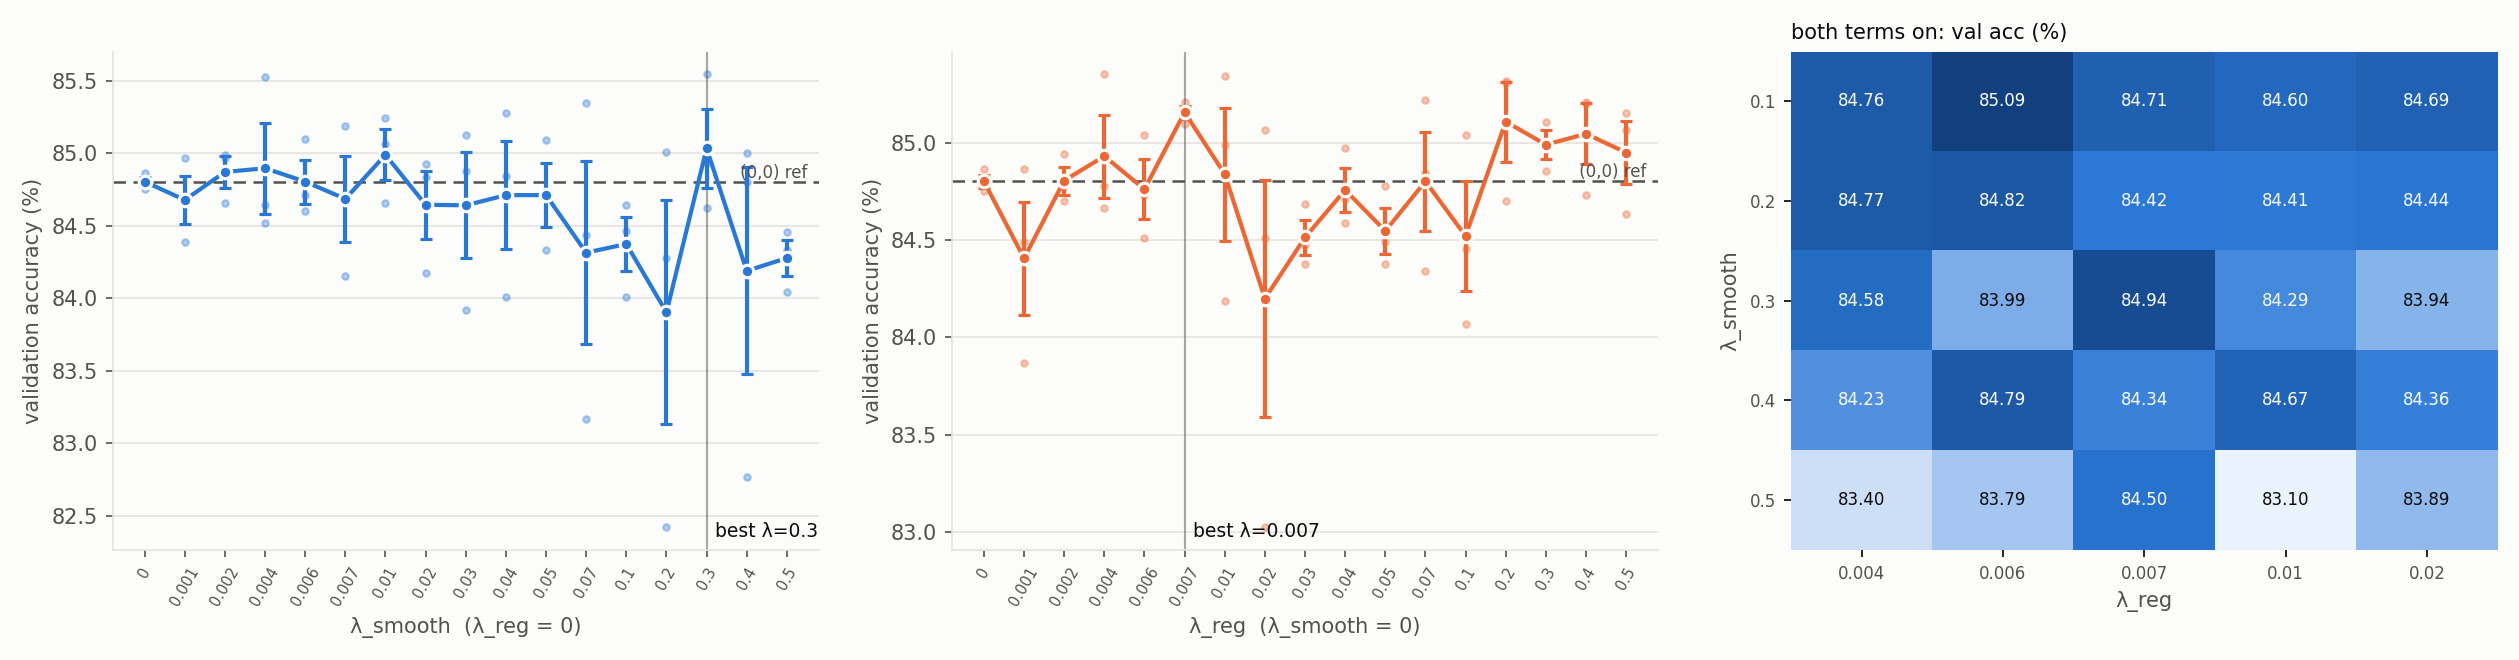 validation accuracy (%)
85.5
85.0
84.5
84.0
83.5
83.0
82.5
(0,0) ref
best λ=0.3
0
0.001
0.002
0.004
0.006
0.007
0.01
0.02
0.03
0.04
0.05
0.07
0.1
0.2
0.3
0.4
0.5
λ_smooth (λ_reg = 0)
validation accuracy (%)
85.0
84.5
84.0
83.5
83.0
(0,0) ref
best λ=0.007
0
0.001
0.002
0.004
0.006
0.007
0.01
0.02
0.03
0.04
0.05
0.07
0.1
0.2
0.3
0.4
0.5
λ_reg (λ_smooth = 0)
both terms on: val acc (%)
λ_smooth
0.1 84.76 85.09 84.71 84.60 84.69
0.2 84.77 84.82 84.42 84.41 84.44
0.3 84.58 83.99 84.94 84.29 83.94
0.4 84.23 84.79 84.34 84.67 84.36
0.5 83.40 83.79 84.50 83.10 83.89
0.004 0.006 0.007 0.01 0.02
λ_reg